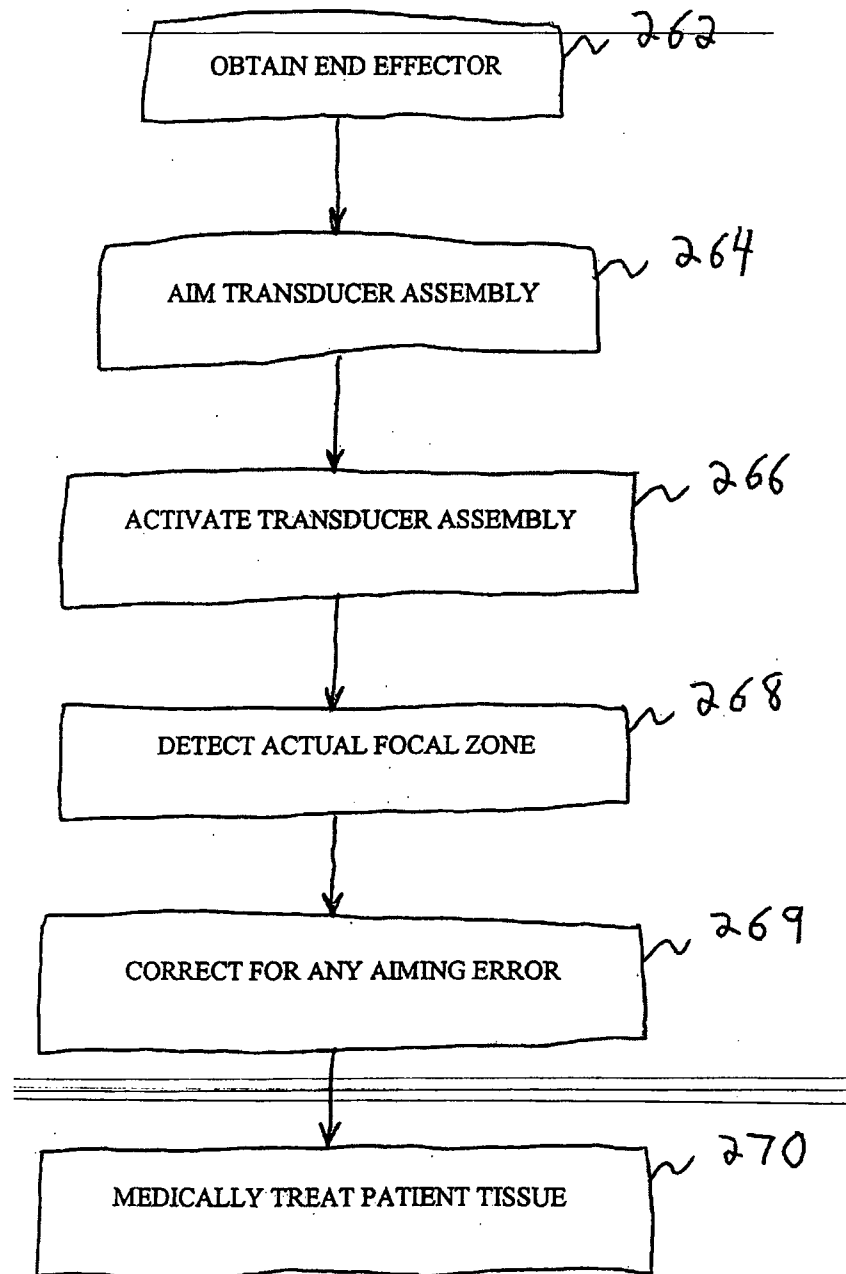 OBTAIN END EFFECTOR
262
AIM TRANSDUCER ASSEMBLY
264
ACTIVATE TRANSDUCER ASSEMBLY
266
DETECT ACTUAL FOCAL ZONE
268
CORRECT FOR ANY AIMING ERROR
269
MEDICALLY TREAT PATIENT TISSUE
270